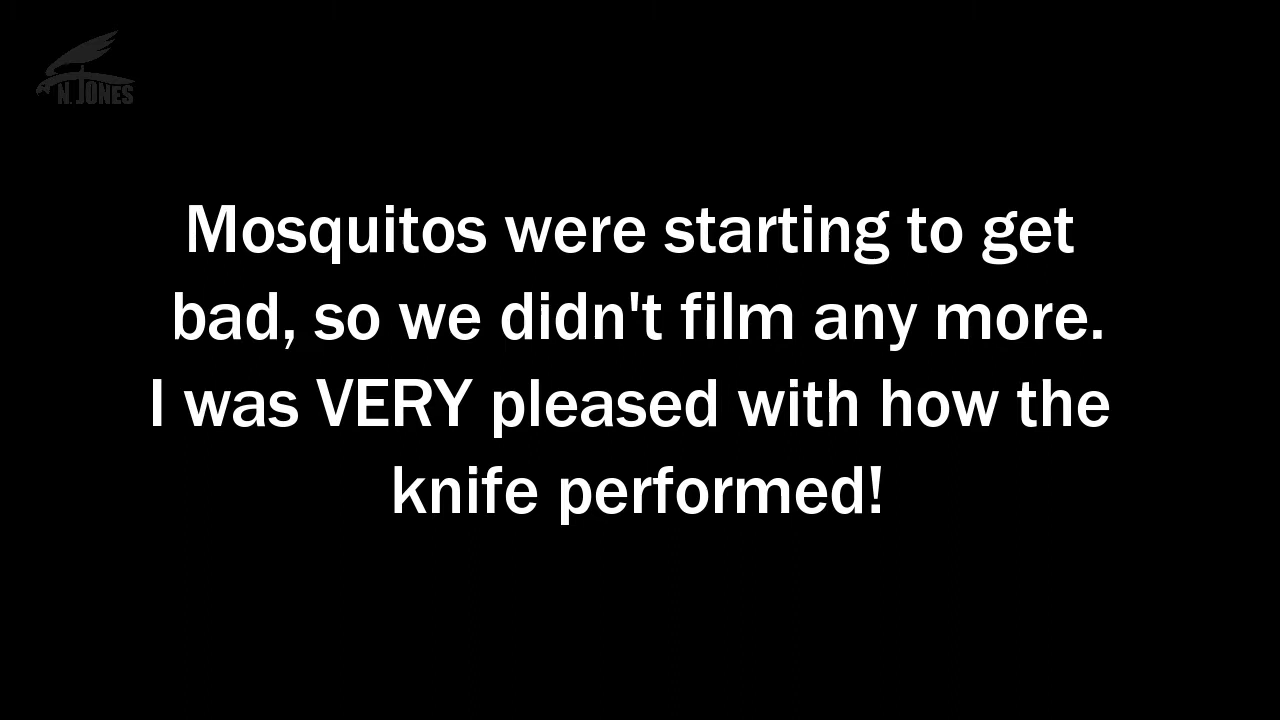 N. JONES
Mosquitos were starting to get
bad, so we didn't film any more.
I was VERY pleased with how the
knife performed!